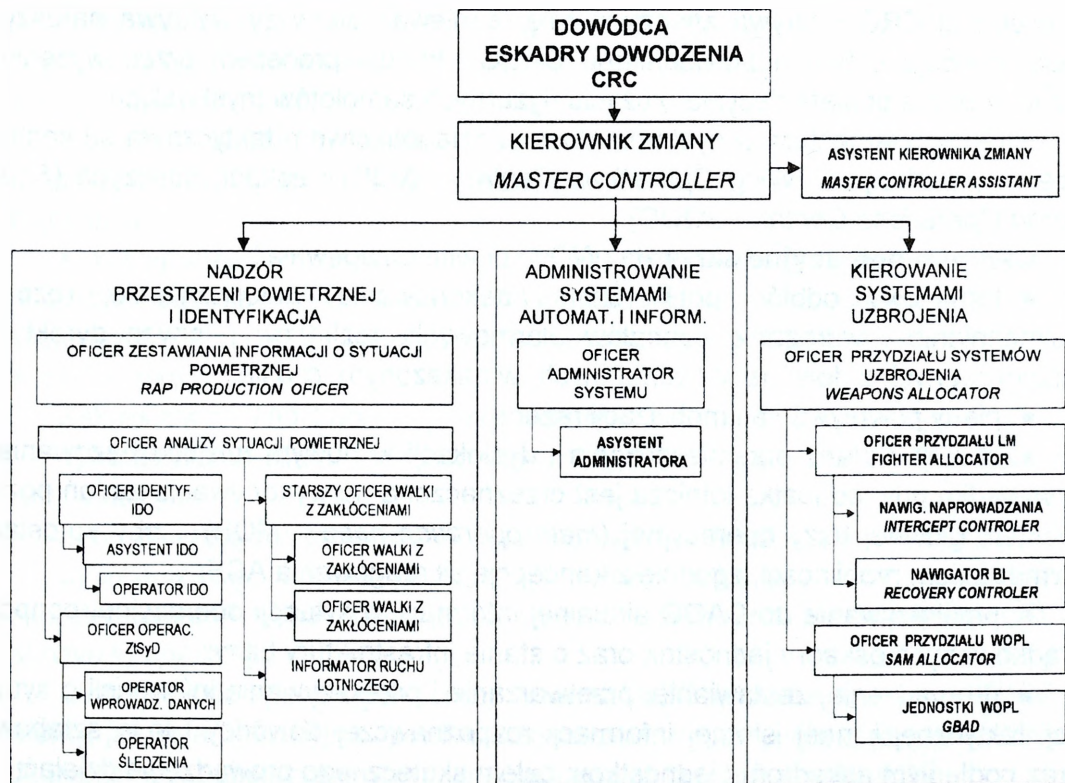 DOWÓDCA
ESKADRY DOWODZENIA
CRC
KIEROWNIK ZMIANY
MASTER CONTROLLER
ASYSTENT KIEROWNIKA ZMIANY
MASTER CONTROLLER ASSISTANT
NADZÓR
PRZESTRZENI POWIETRZNEJ
I IDENTYFIKACJA
OFICER ZESTAWIANIA INFORMACJI O SYTUACJI
POWIETRZNEJ
RAP PRODUCTION OFICER
OFICER ANALIZY SYTUACJI POWIETRZNEJ
OFICER IDENTYF.
IDO
ASYSTENT IDO
OPERATOR IDO
OFICER OPERAC.
ZtSyD
OPERATOR
WPROWADZ. DANYCH
OPERATOR
ŚLEDZENIA
STARSZY OFICER WALKI
Z ZAKŁÓCENIAMI
OFICER WALKI Z
ZAKŁÓCENIAMI
OFICER WALKI Z
ZAKŁÓCENIAMI
INFORMATOR RUCHU
LOTNICZEGO
ADMINISTROWANIE
SYSTEMAMI
AUTOMAT. I INFORM.
OFICER
ADMINISTRATOR
SYSTEMU
ASYSTENT
ADMINISTRATORA
KIEROWANIE
SYSTEMAMI
UZBROJENIA
OFICER PRZYDZIAŁU SYSTEMÓW
UZBROJENIA
WEAPONS ALLOCATOR
OFICER PRZYDZIAŁU LM
FIGHTER ALLOCATOR
NAWIG. NAPROWADZANIA
INTERCEPT CONTROLER
NAWIGATOR BL
RECOVERY CONTROLER
OFICER PRZYDZIAŁU WOPL
SAM ALLOCATOR
JEDNOSTKI WOPL
GBAD